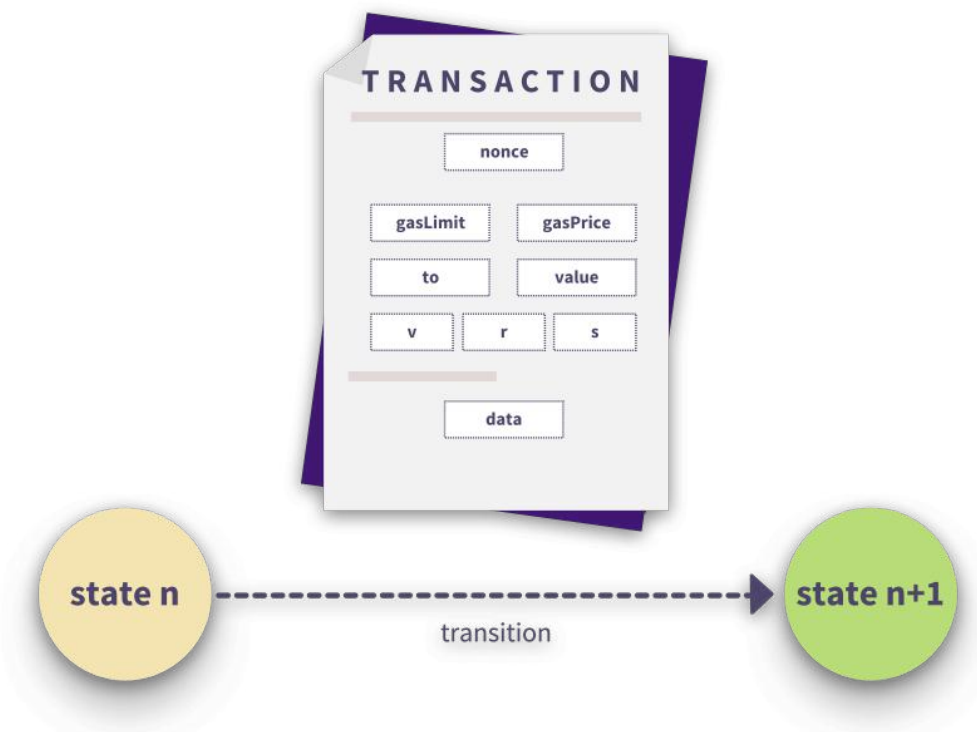 TRANSACTION
nonce
gasLimit gasPrice
to value
v r s
data
state n state n+1
transition